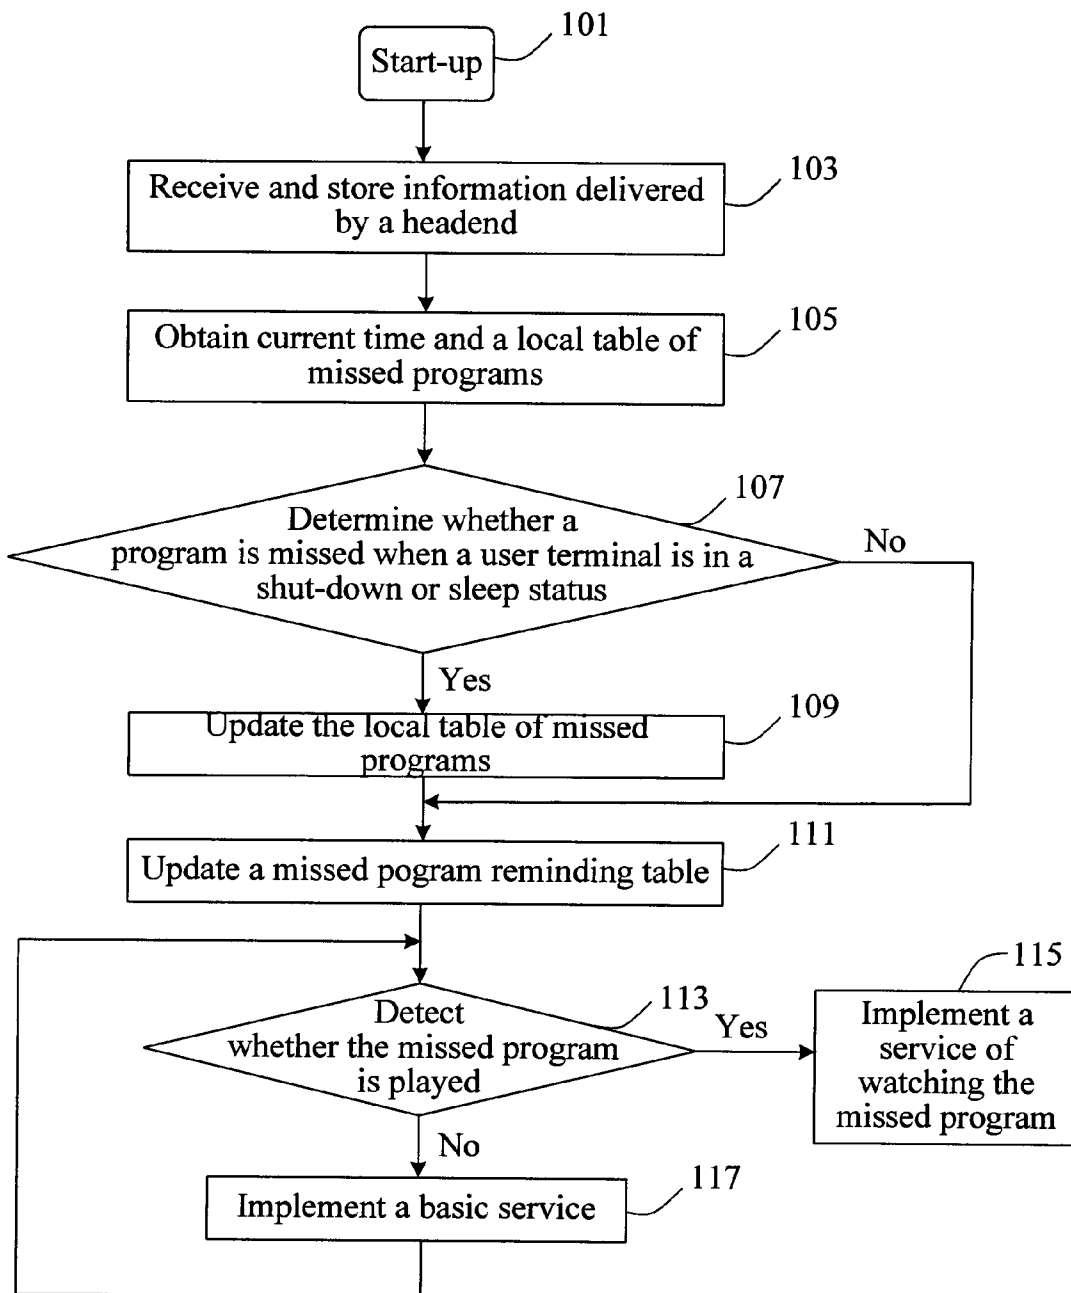 Start-up
101
Receive and store information delivered
by a headend
103
Obtain current time and a local table of
missed programs
105
Determine whether a
program is missed when a user terminal is in a
shut-down or sleep status
107
No
Yes
Update the local table of missed
programs
109
Update a missed pogram reminding table
111
Detect
whether the missed program
is played
113
Yes
Implement a
service of
watching the
missed program
115
No
Implement a basic service
117